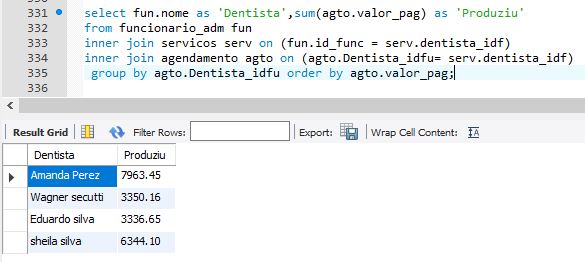 331 select fun.nome as 'Dentista',sum(agto.valor_pag) as 'Produziu'
332 from funcionario_adm fun
333 inner join servicos serv on (fun.id_func = serv.dentista_idf)
334 inner join agendamento agto on (agto.Dentista_idfu= serv.dentista_idf)
335 group by agto.Dentista_idfu order by agto.valor_pag;
336
Result Grid Filter Rows: Export: Wrap Cell Content: IA
Dentista Produziu
Amanda Perez 7963.45
Wagner secutti 3350.16
Eduardo silva 3336.65
sheila silva 6344.10